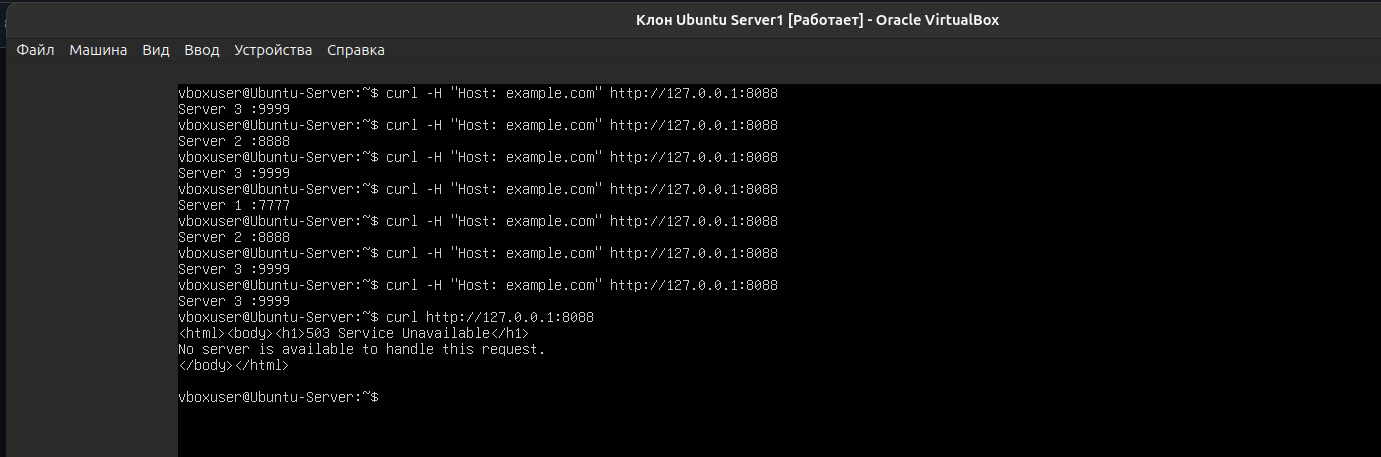 Клон Ubuntu Server1 [Работает] - Oracle VirtualBox
Файл Машина Вид Ввод Устройства Справка
vboxuser@Ubuntu-Server:~$ curl -H "Host: example.com" http://127.0.0.1:8088
Server 3 :9999
vboxuser@Ubuntu-Server:~$ curl -H "Host: example.com" http://127.0.0.1:8088
Server 2 :8888
vboxuser@Ubuntu-Server:~$ curl -H "Host: example.com" http://127.0.0.1:8088
Server 3 :9999
vboxuser@Ubuntu-Server:~$ curl -H "Host: example.com" http://127.0.0.1:8088
Server 1 :7777
vboxuser@Ubuntu-Server:~$ curl -H "Host: example.com" http://127.0.0.1:8088
Server 2 :8888
vboxuser@Ubuntu-Server:~$ curl -H "Host: example.com" http://127.0.0.1:8088
Server 3 :9999
vboxuser@Ubuntu-Server:~$ curl -H "Host: example.com" http://127.0.0.1:8088
Server 3 :9999
vboxuser@Ubuntu-Server:~$ curl http://127.0.0.1:8088
<html><body><h1>503 Service Unavailable</h1>
No server is available to handle this request.
</body></html>
vboxuser@Ubuntu-Server:~$